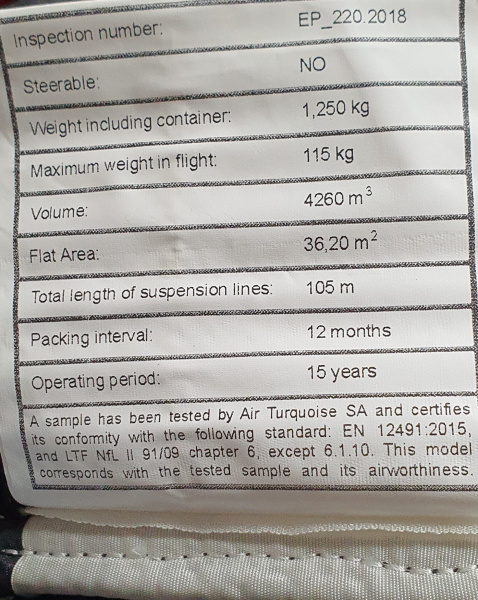 Inspection number: EP_220.2018
Steerable: NO
Weight including container: 1,250 kg
Maximum weight in flight: 115 kg
Volume: 4260 m³
Flat Area: 36,20 m²
Total length of suspension lines: 105 m
Packing interval: 12 months
Operating period: 15 years
A sample has been tested by Air Turquoise SA and certifies
its conformity with the following standard: EN 12491:2015,
and LTF NfL II 91/09 chapter 6, except 6.1.10. This model
corresponds with the tested sample and its airworthiness.